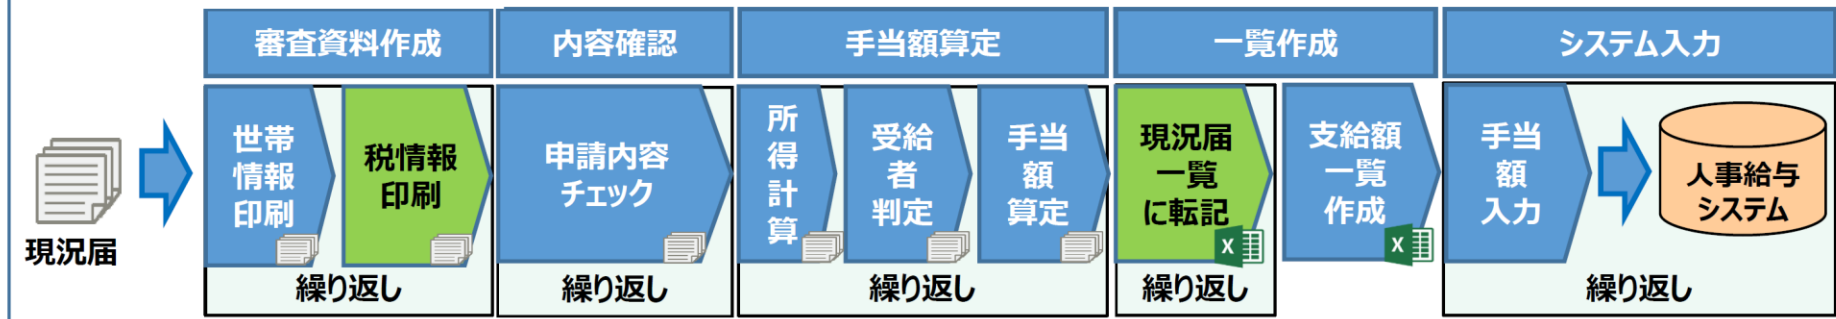 審査資料作成
内容確認
手当額算定
一覧作成
システム入力
現況届
世帯
情報
印刷
税情報
印刷
繰り返し
申請内容
チェック
繰り返し
所
得
計
算
受給
者
判定
手当
額
算定
繰り返し
現況届
一覧
に転記
X
繰り返し
支給額
一覧
作成
X
手当
額
入力
人事給与
システム
繰り返し